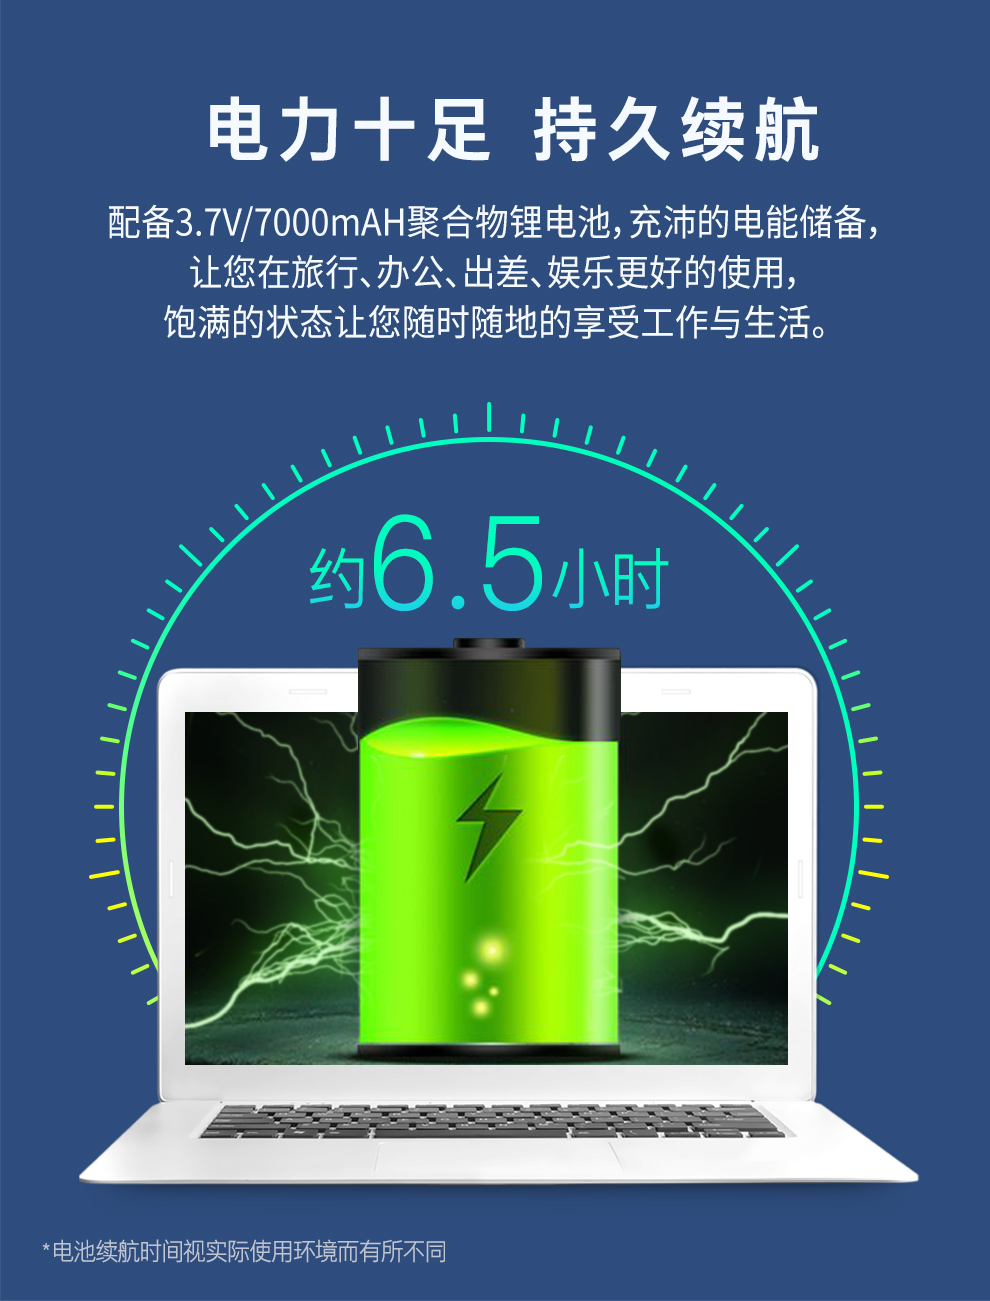 电力十足 持久续航
配备3.7V/7000mAH聚合物锂电池，充沛的电能储备，
让您在旅行、办公、出差、娱乐更好的使用，
饱满的状态让您随时随地的享受工作与生活。
约6.5小时
*电池续航时间视实际使用环境而有所不同